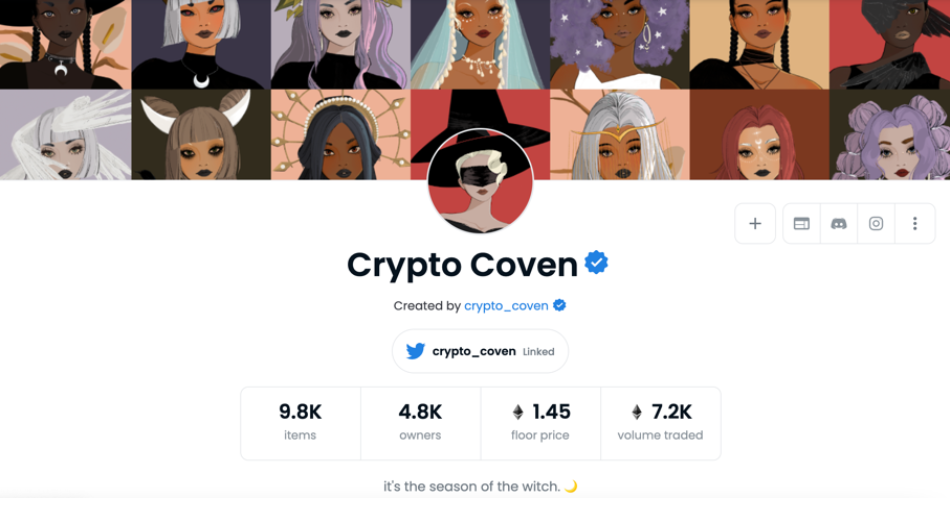 Crypto Coven
Created by crypto_coven
crypto_coven Linked
9.8K 4.8K 1.45 7.2K
items owners floor price volume traded
it's the season of the witch. 🌙